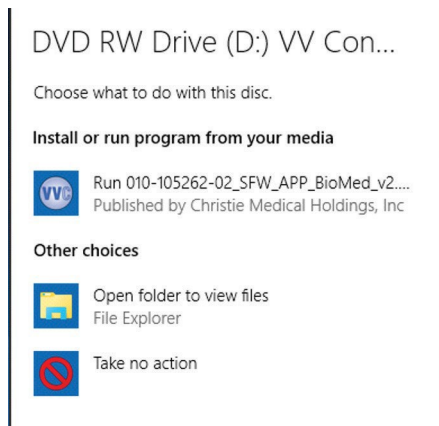 DVD RW Drive (D:) VV Con...
Choose what to do with this disc.
Install or run program from your media
VVC
Run 010-105262-02_SFW_APP_BioMed_v2....
Published by Christie Medical Holdings, Inc
Other choices
Open folder to view files
File Explorer
Take no action